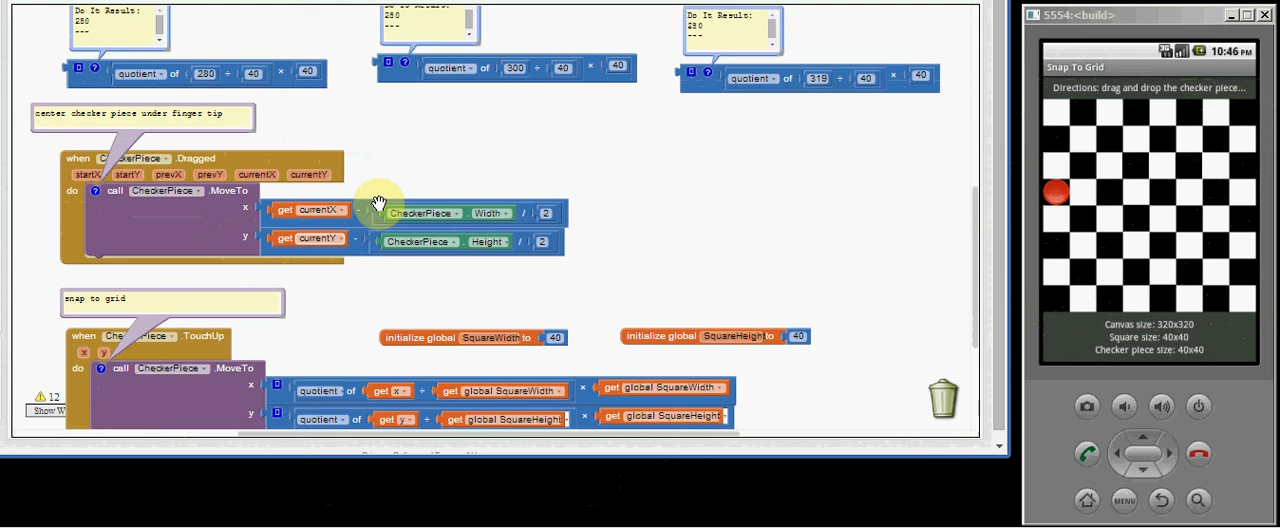 Do It Result:
280
---
Do It Result:
280
---
Do It Result:
280
---
quotient of 280 ÷ 40 × 40
quotient of 300 ÷ 40 × 40
quotient of 319 ÷ 40 × 40
center checker piece under finger tip
when CheckerPiece .Dragged
startX startY prevX prevY currentX currentY
do call CheckerPiece .MoveTo
x get currentX - CheckerPiece . Width / 2
y get currentY - CheckerPiece . Height / 2
snap to grid
when CheckerPiece .TouchUp
x y
do call CheckerPiece .MoveTo
x quotient of get x ÷ get global SquareWidth × get global SquareWidth
y quotient of get y ÷ get global SquareHeight × get global SquareHeight
initialize global SquareWidth to 40
initialize global SquareHeight to 40
12
Show W
5554:<build>
3G
10:46 PM
Snap To Grid
Directions: drag and drop the checker piece...
Canvas size: 320x320
Square size: 40x40
Checker piece size: 40x40
MENU